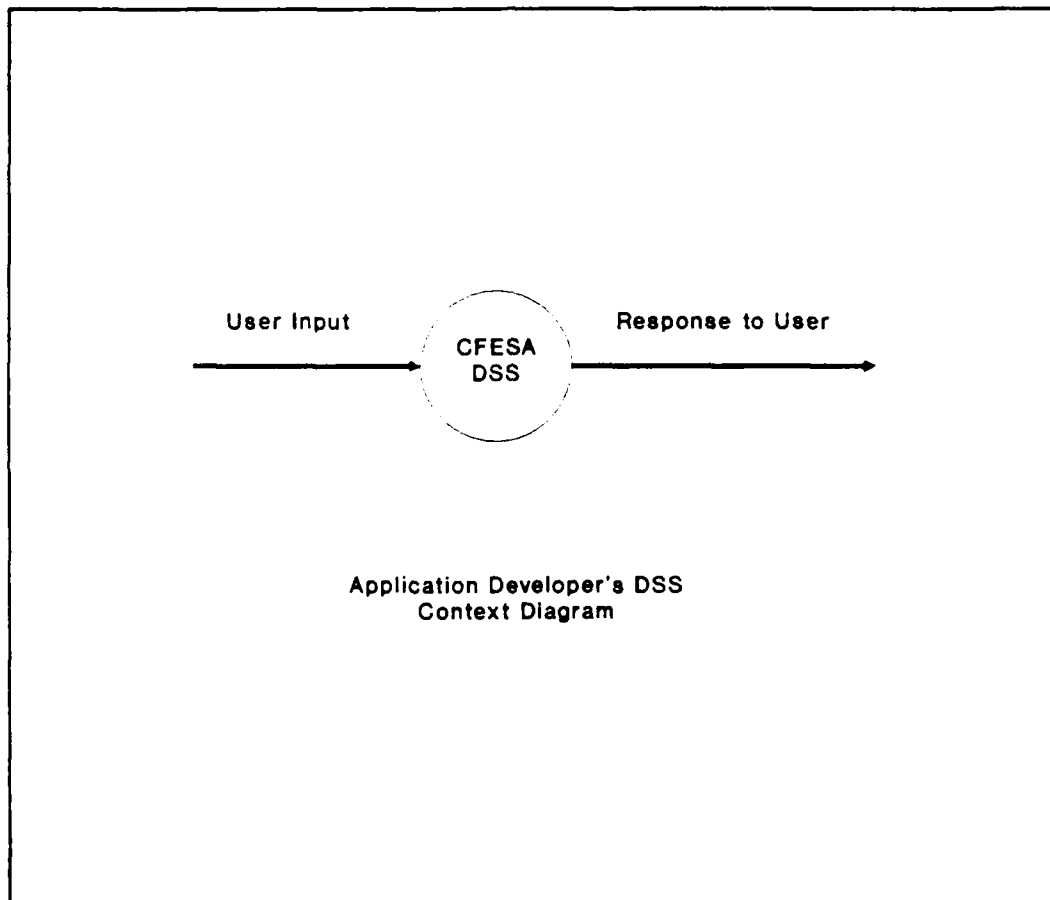 User Input
CFESA
DSS
Response to User
Application Developer's DSS
Context Diagram